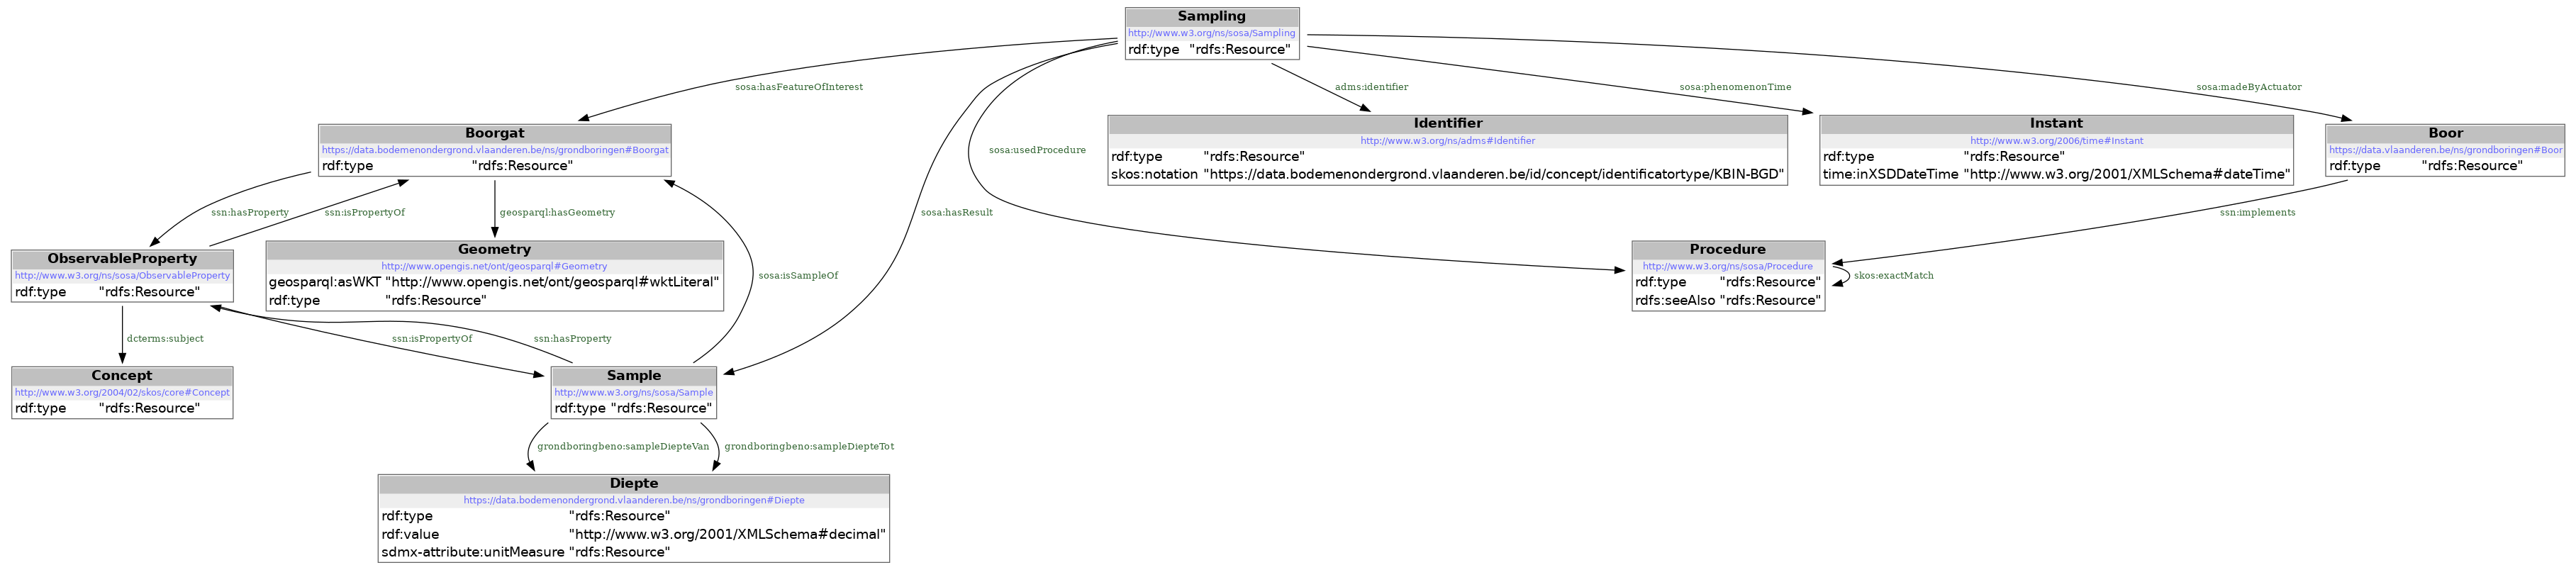 Sampling
http://www.w3.org/ns/sosa/Sampling
rdf:type "rdfs:Resource"
sosa:hasFeatureOfInterest
adms:identifier
sosa:phenomenonTime
sosa:madeByActuator
Boorgat
https://data.bodemenondergrond.vlaanderen.be/ns/grondboringen#Boorgat
rdf:type "rdfs:Resource"
sosa:usedProcedure
Identifier
http://www.w3.org/ns/adms#Identifier
rdf:type "rdfs:Resource"
skos:notation "https://data.bodemenondergrond.vlaanderen.be/id/concept/identificatortype/KBIN-BGD"
Instant
http://www.w3.org/2006/time#Instant
rdf:type "rdfs:Resource"
time:inXSDDateTime "http://www.w3.org/2001/XMLSchema#dateTime"
Boor
https://data.vlaanderen.be/ns/grondboringen#Boor
rdf:type "rdfs:Resource"
ssn:hasProperty
ssn:isPropertyOf
geosparql:hasGeometry
sosa:hasResult
ssn:implements
ObservableProperty
http://www.w3.org/ns/sosa/ObservableProperty
rdf:type "rdfs:Resource"
Geometry
http://www.opengis.net/ont/geosparql#Geometry
geosparql:asWKT "http://www.opengis.net/ont/geosparql#wktLiteral"
rdf:type "rdfs:Resource"
sosa:isSampleOf
Procedure
http://www.w3.org/ns/sosa/Procedure
rdf:type "rdfs:Resource"
rdfs:seeAlso "rdfs:Resource"
skos:exactMatch
dcterms:subject
ssn:isPropertyOf
ssn:hasProperty
Concept
http://www.w3.org/2004/02/skos/core#Concept
rdf:type "rdfs:Resource"
Sample
http://www.w3.org/ns/sosa/Sample
rdf:type "rdfs:Resource"
grondboringbeno:sampleDiepteVan
grondboringbeno:sampleDiepteTot
Diepte
https://data.bodemenondergrond.vlaanderen.be/ns/grondboringen#Diepte
rdf:type "rdfs:Resource"
rdf:value "http://www.w3.org/2001/XMLSchema#decimal"
sdmx-attribute:unitMeasure "rdfs:Resource"